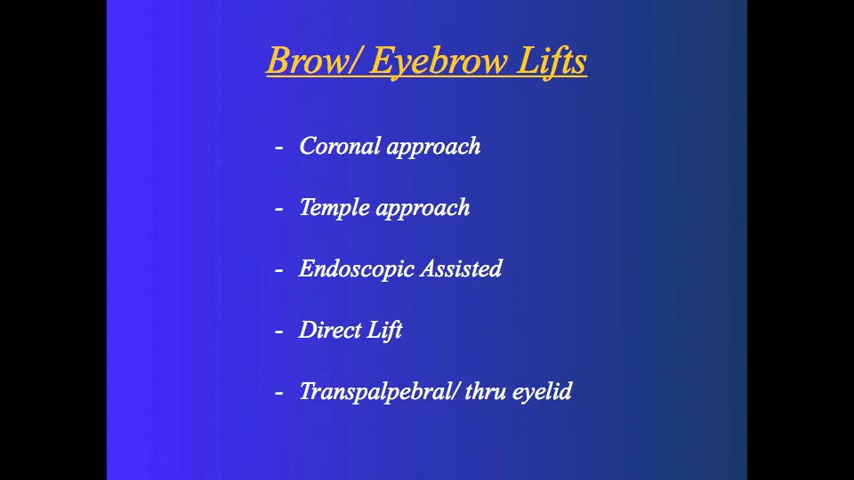 Brow/ Eyebrow Lifts
- Coronal approach
- Temple approach
- Endoscopic Assisted
- Direct Lift
- Transpalpebral/ thru eyelid